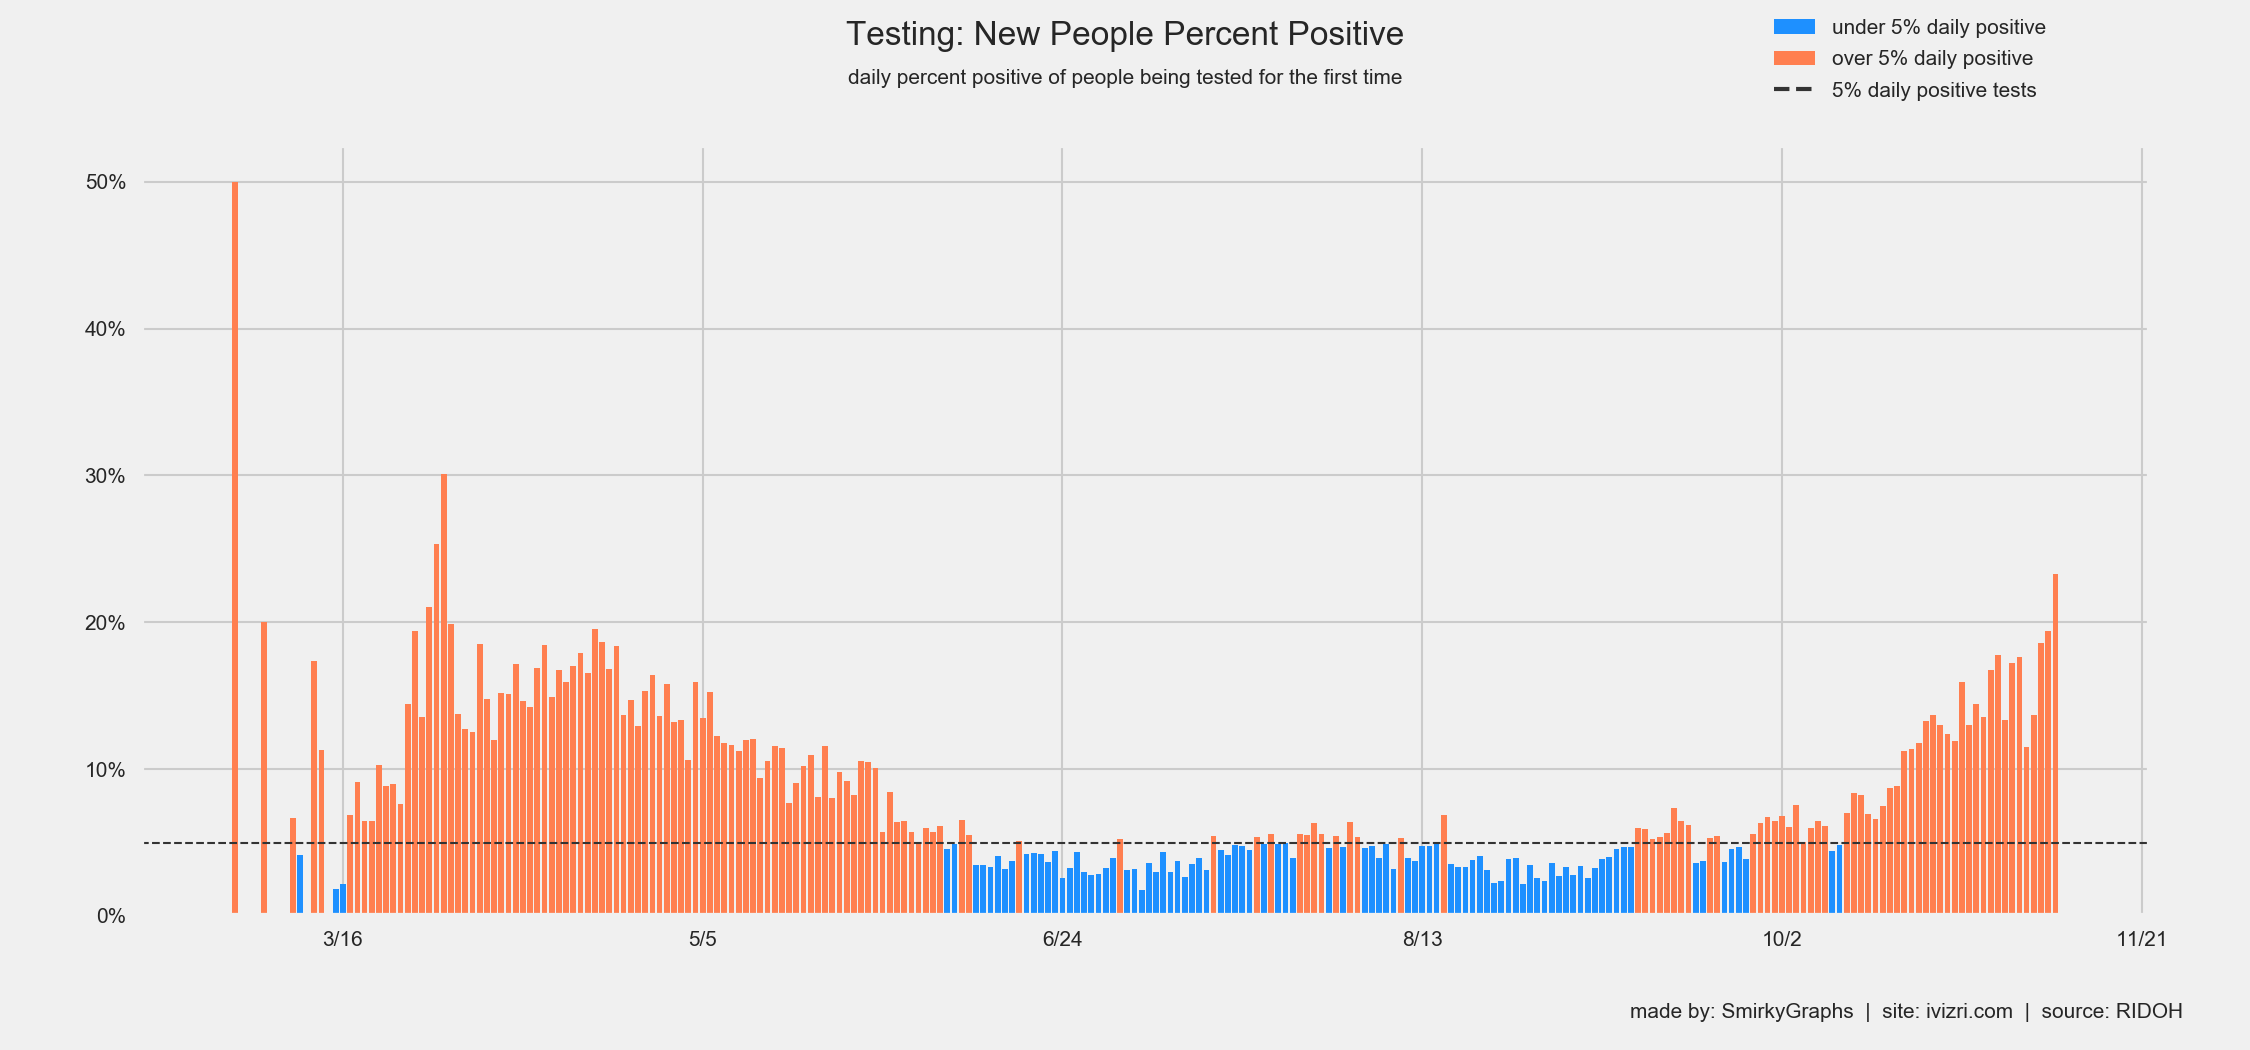 Testing: New People Percent Positive
daily percent positive of people being tested for the first time
under 5% daily positive
over 5% daily positive
5% daily positive tests
50%
40%
30%
20%
10%
0%
3/16 5/5 6/24 8/13 10/2 11/21
made by: SmirkyGraphs | site: ivizri.com | source: RIDOH